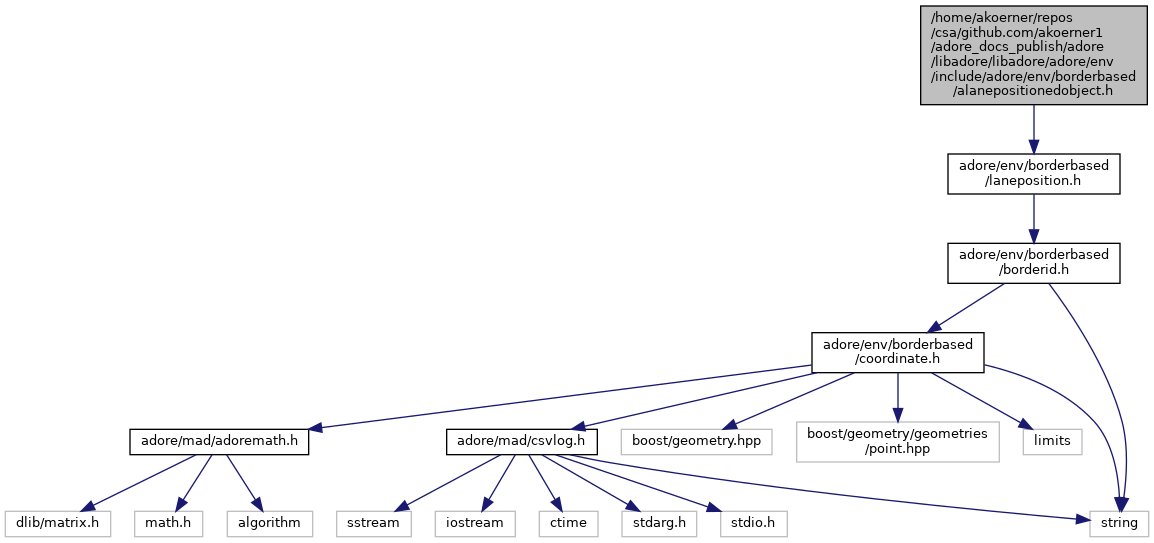 /home/akoerner/repos
/csa/github.com/akoerner1
/adore_docs_publish/adore
/libadore/libadore/adore/env
/include/adore/env/borderbased
/alanepositionedobject.h
adore/env/borderbased
/laneposition.h
adore/env/borderbased
/borderid.h
adore/env/borderbased
/coordinate.h
adore/mad/adoremath.h
adore/mad/csvlog.h
boost/geometry.hpp
boost/geometry/geometries
/point.hpp
limits
dlib/matrix.h
math.h
algorithm
sstream
iostream
ctime
stdarg.h
stdio.h
string